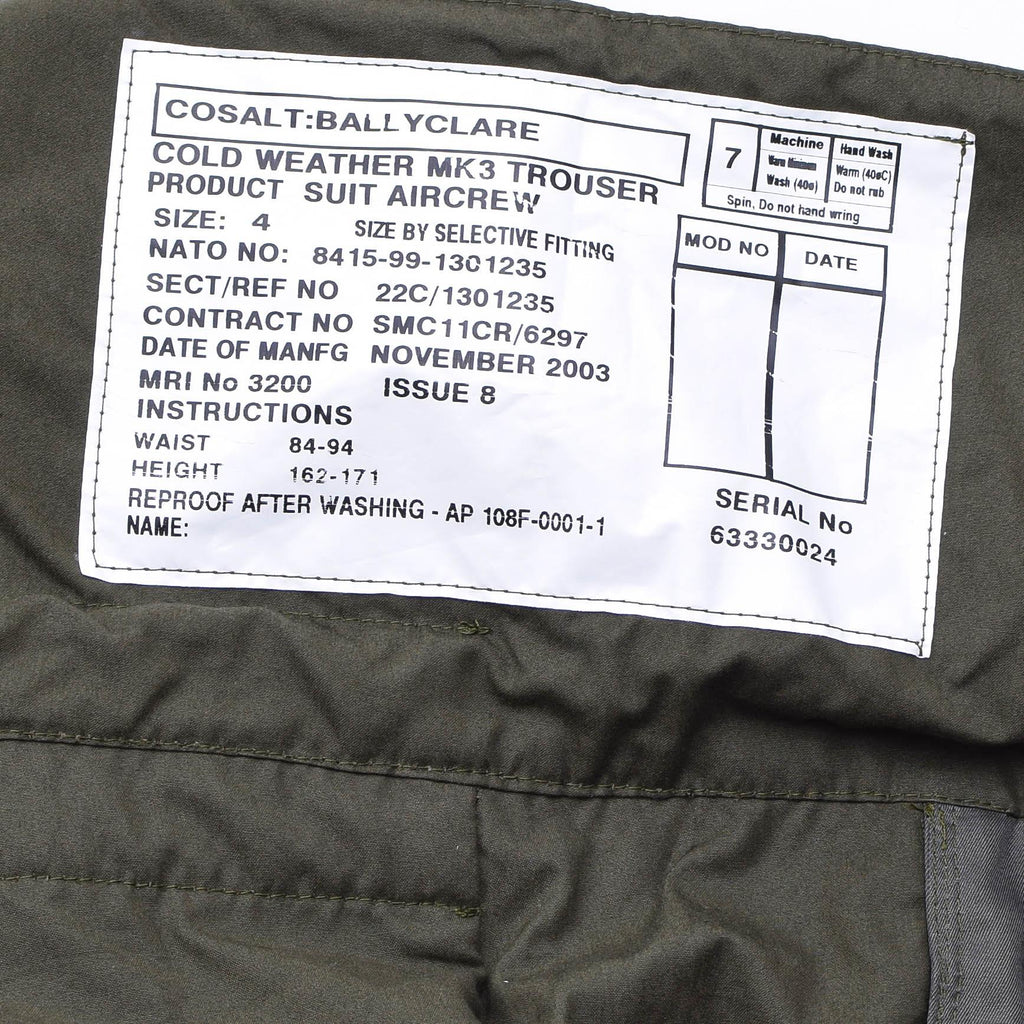 COSALT:BALLYCLARE
COLD WEATHER MK3 TROUSER
PRODUCT SUIT AIRCREW
SIZE: 4 SIZE BY SELECTIVE FITTING
NATO NO: 8415-99-1301235
SECT/REF NO 22C/1301235
CONTRACT NO SMC11CR/6297
DATE OF MANFG NOVEMBER 2003
MRI No 3200 ISSUE 8
INSTRUCTIONS
WAIST 84-94
HEIGHT 162-171
REPROOF AFTER WASHING - AP 108F-0001-1
NAME:
7
Machine
Warm Minimum
Wash (40º)
Hand Wash
Warm (40ºC)
Do not rub
Spin. Do not hand wring
MOD NO DATE
SERIAL No
63330024